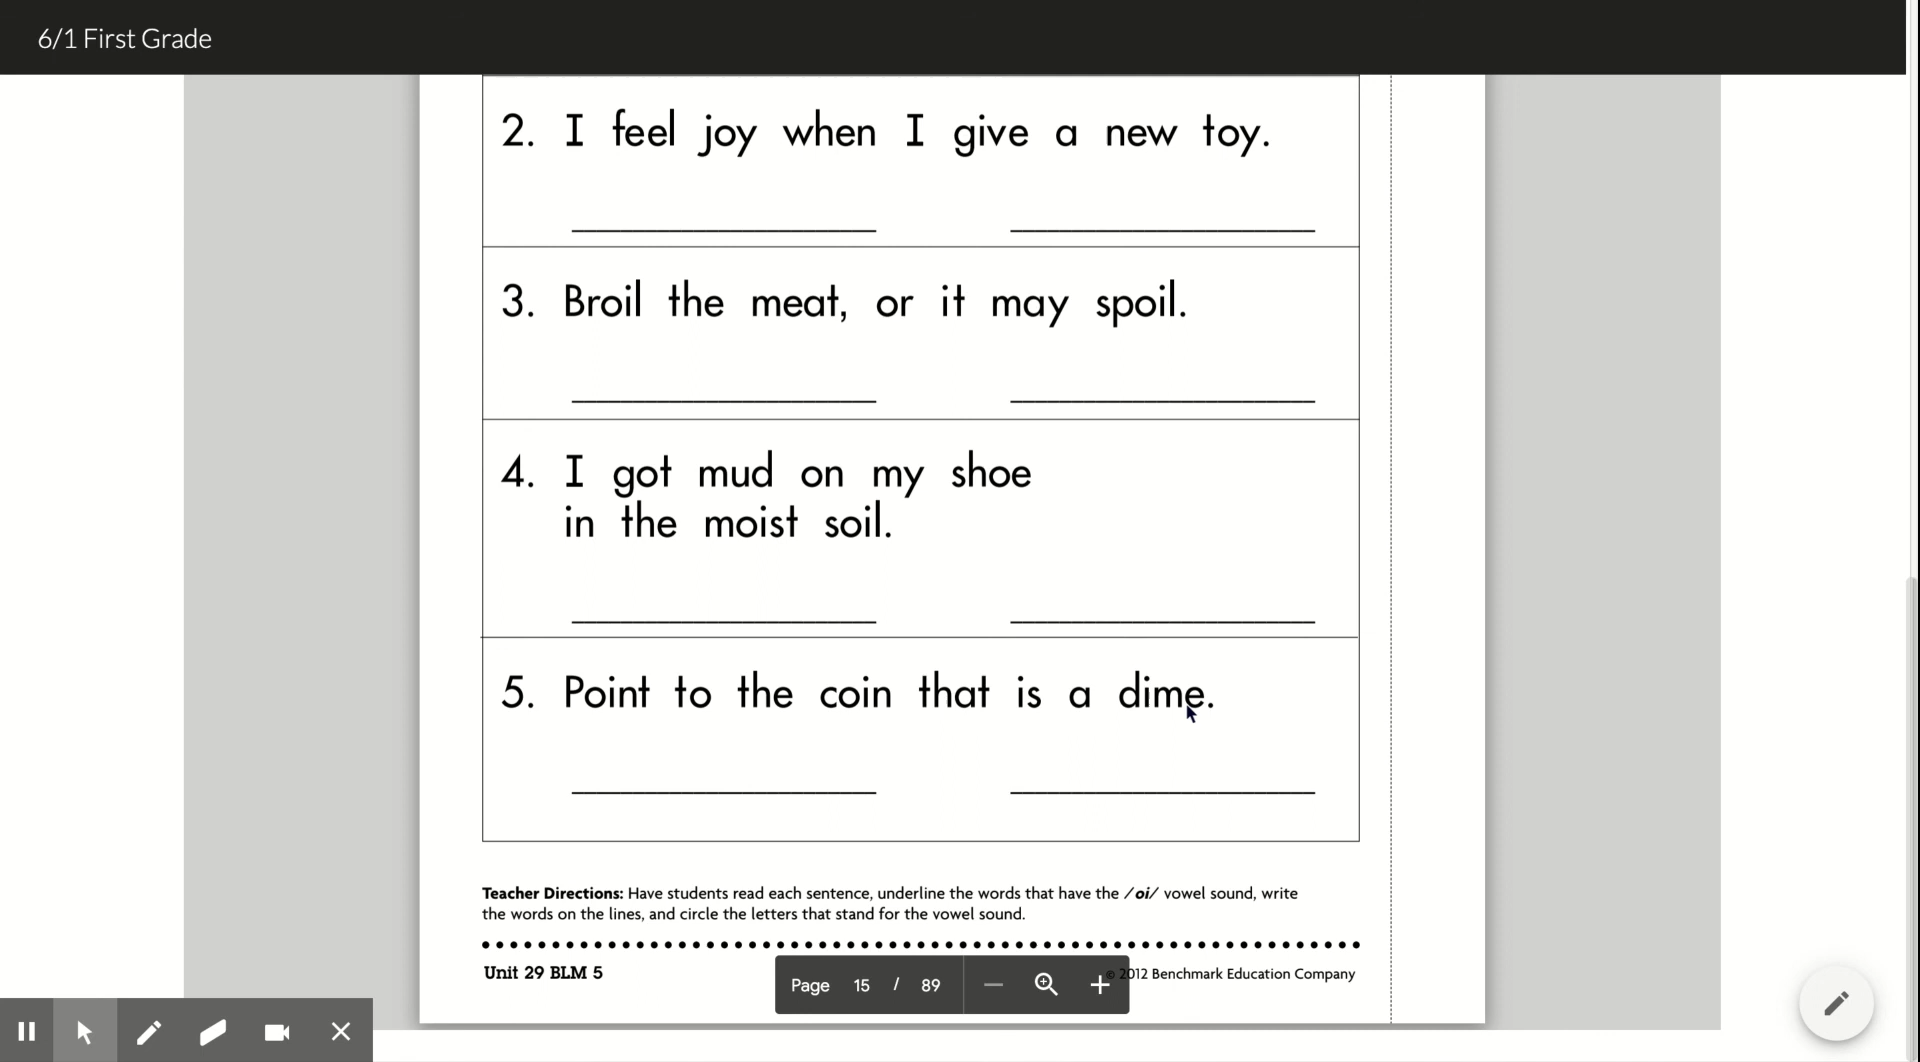 6/1 First Grade
2. I feel joy when I give a new toy.
3. Broil the meat, or it may spoil.
4. I got mud on my shoe
in the moist soil.
5. Point to the coin that is a dime.
Teacher Directions: Have students read each sentence, underline the words that have the /oi/ vowel sound, write
the words on the lines, and circle the letters that stand for the vowel sound.
Unit 29 BLM 5
© 2012 Benchmark Education Company
Page 15 / 89